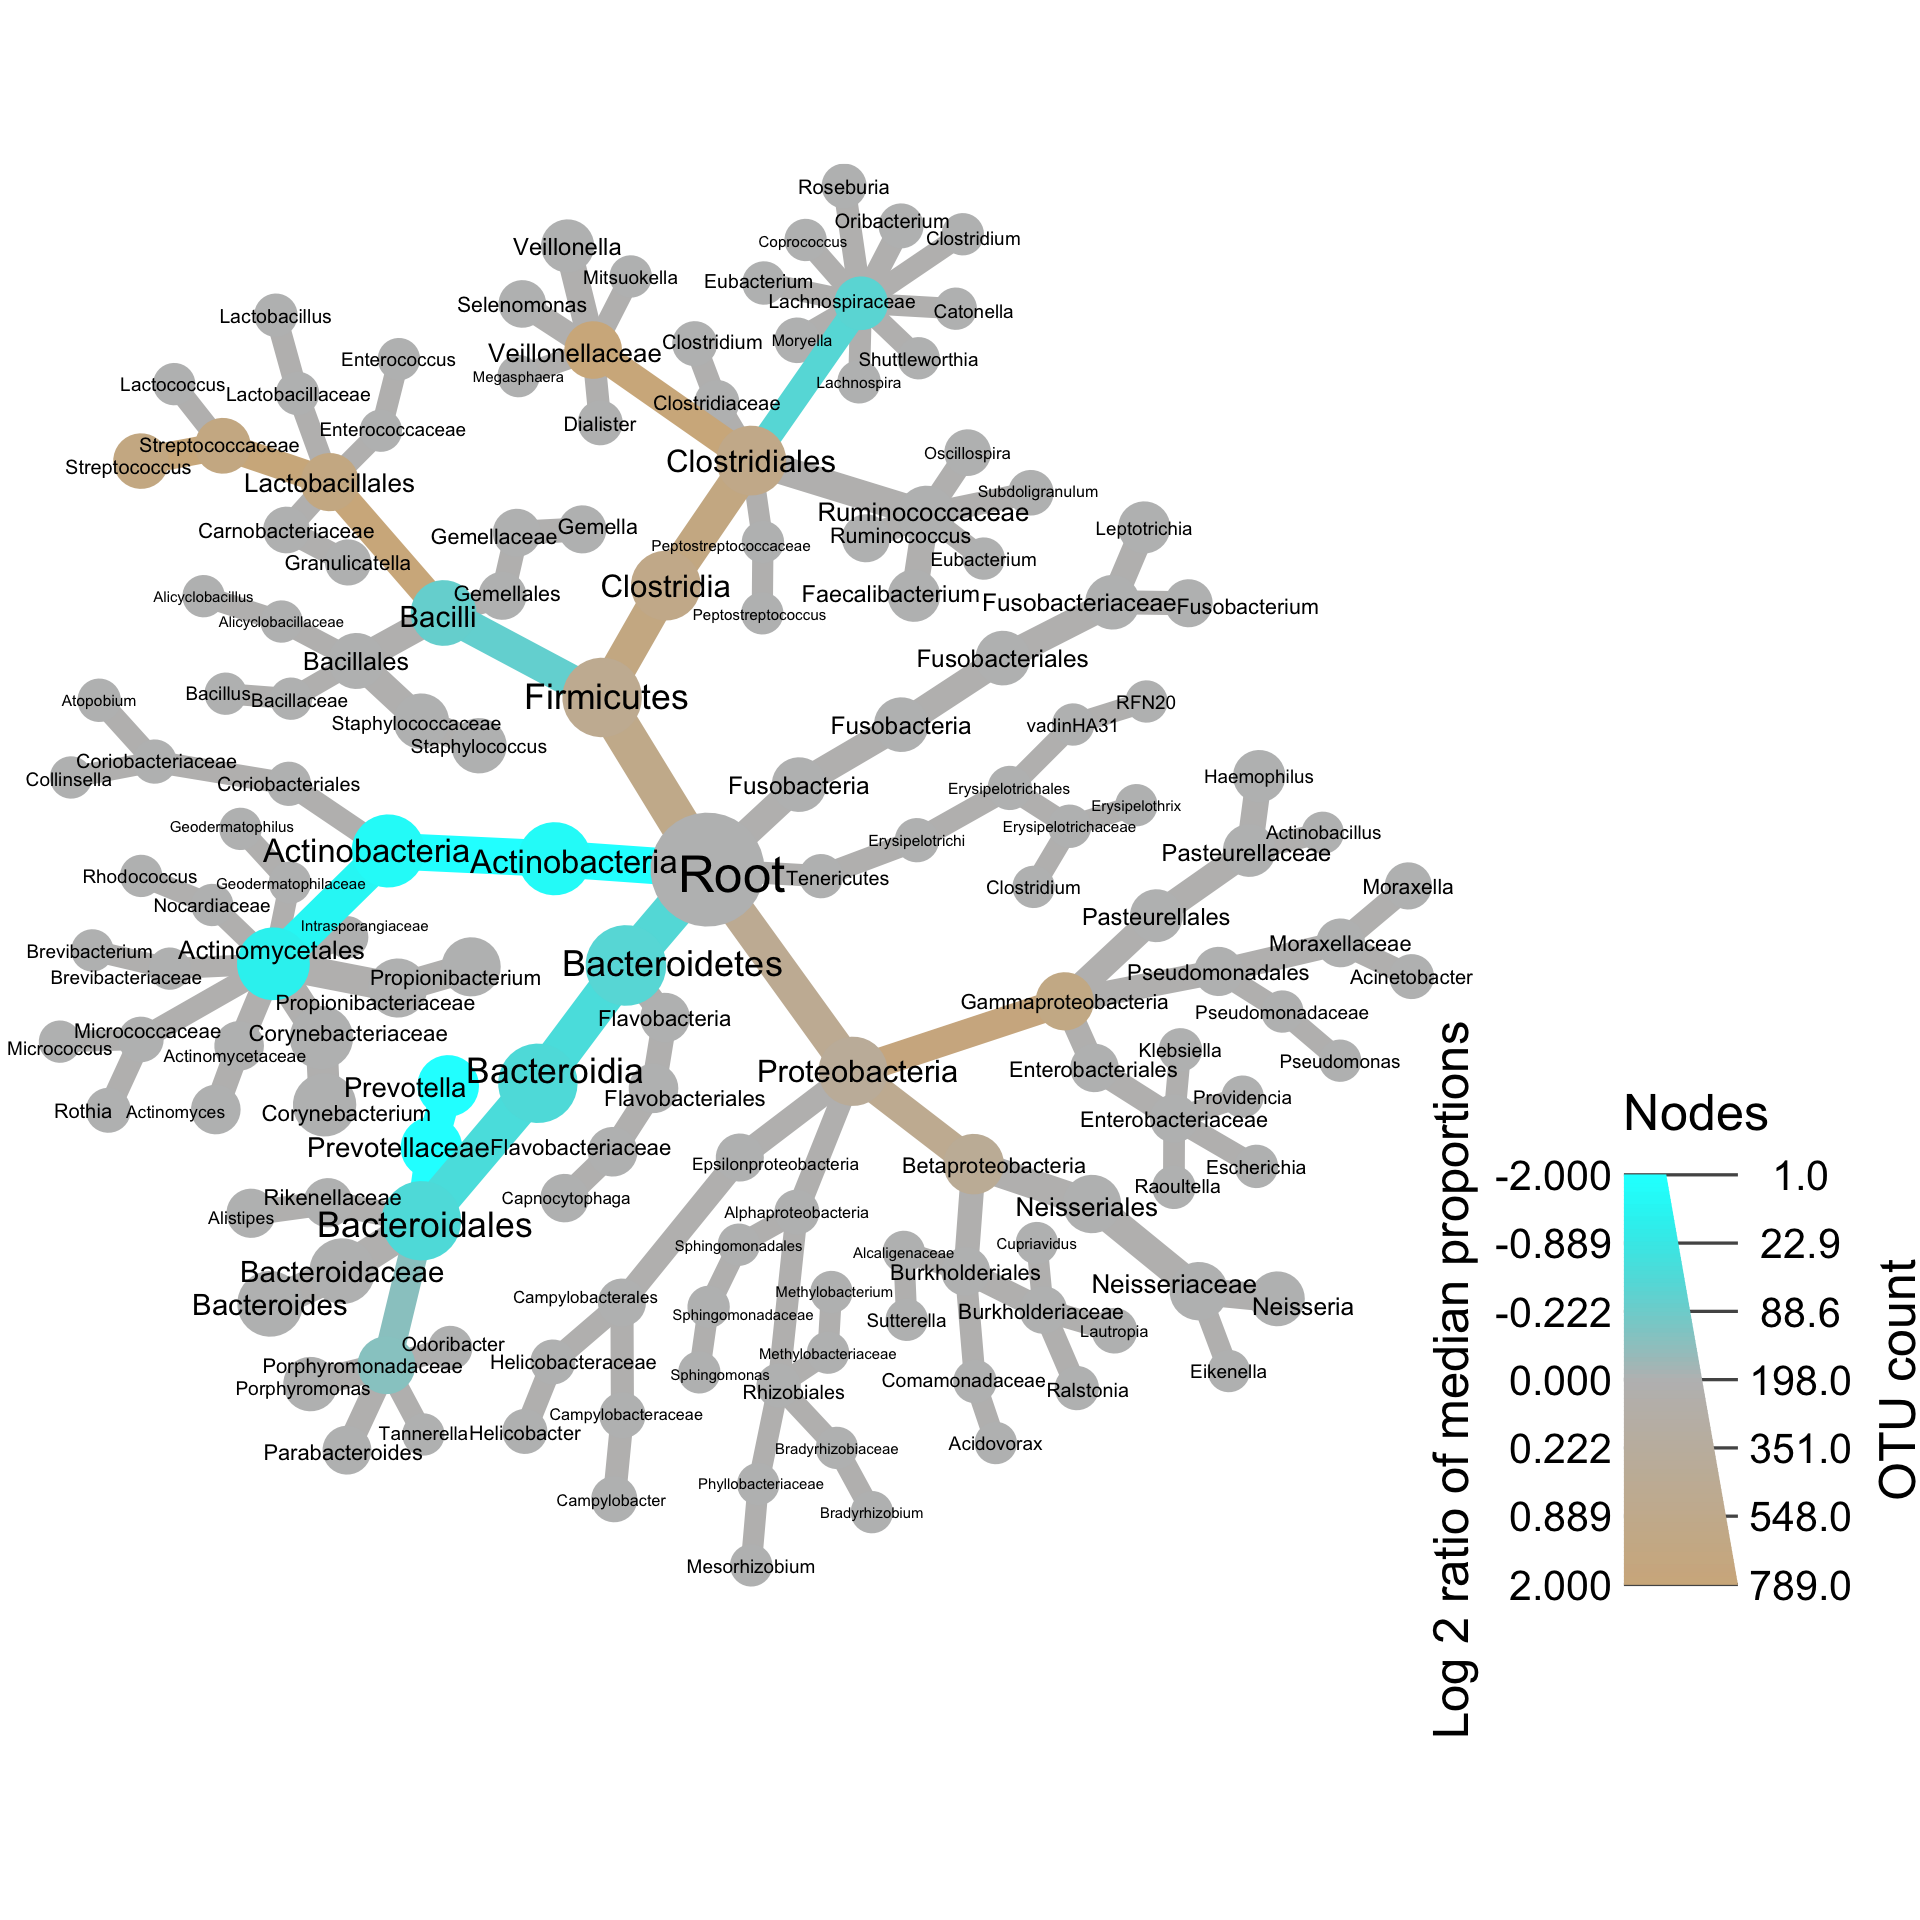 Roseburia
Oribacterium
Clostridium
Coprococcus
Veillonella
Mitsuokella
Eubacterium
Lachnospiraceae
Selenomonas
Catonella
Lactobacillus
Moryella
Clostridium
Veillonellaceae
Enterococcus
Shuttleworthia
Megasphaera
Lachnospira
Lactococcus
Lactobacillaceae
Clostridiaceae
Dialister
Enterococcaceae
Streptococcaceae
Streptococcus
Oscillospira
Clostridiales
Lactobacillales
Subdoligranulum
Ruminococcaceae
Leptotrichia
Carnobacteriaceae
Gemellaceae
Gemella
Ruminococcus
Peptostreptococcaceae
Granulicatella
Eubacterium
Clostridia
Alicyclobacillus
Gemellales
Faecalibacterium
Fusobacteriaceae
Fusobacterium
Bacilli
Peptostreptococcus
Alicyclobacillaceae
Bacillales
Fusobacteriales
Bacillus
Bacillaceae
Atopobium
Firmicutes
RFN20
Staphylococcaceae
Fusobacteria
vadinHA31
Staphylococcus
Coriobacteriaceae
Collinsella
Coriobacteriales
Fusobacteria
Erysipelotrichales
Haemophilus
Erysipelothrix
Geodermatophilus
Erysipelotrichaceae
Actinobacillus
Erysipelotrichi
Actinobacteria
Actinobacteria
Pasteurellaceae
Root
Tenericutes
Rhodococcus
Geodermatophilaceae
Clostridium
Moraxella
Nocardiaceae
Pasteurellales
Intrasporangiaceae
Brevibacterium
Actinomycetales
Moraxellaceae
Bacteroidetes
Brevibacteriaceae
Propionibacterium
Pseudomonadales
Acinetobacter
Propionibacteriaceae
Gammaproteobacteria
Pseudomonadaceae
Flavobacteria
Micrococcaceae
Corynebacteriaceae
Micrococcus
Actinomycetaceae
Klebsiella
Pseudomonas
Bacteroidia
Proteobacteria
Enterobacteriales
Prevotella
Flavobacteriales
Providencia
Rothia
Actinomyces
Corynebacterium
Enterobacteriaceae
Prevotellaceae
Flavobacteriaceae
Epsilonproteobacteria
Betaproteobacteria
Escherichia
Raoultella
Rikenellaceae
Capnocytophaga
Alistipes
Bacteroidales
Alphaproteobacteria
Neisseriales
Sphingomonadales
Alcaligenaceae
Cupriavidus
Bacteroidaceae
Burkholderiales
Neisseriaceae
Bacteroides
Campylobacterales
Methylobacterium
Sphingomonadaceae
Sutterella
Burkholderiaceae
Neisseria
Lautropia
Odoribacter
Porphyromonadaceae
Helicobacteraceae
Methylobacteriaceae
Porphyromonas
Sphingomonas
Rhizobiales
Comamonadaceae
Ralstonia
Eikenella
Campylobacteraceae
Tannerella
Helicobacter
Parabacteroides
Bradyrhizobiaceae
Acidovorax
Phyllobacteriaceae
Campylobacter
Bradyrhizobium
Mesorhizobium
Nodes
Log 2 ratio of median proportions
OTU count
-2.000 1.0
-0.889 22.9
-0.222 88.6
0.000 198.0
0.222 351.0
0.889 548.0
2.000 789.0